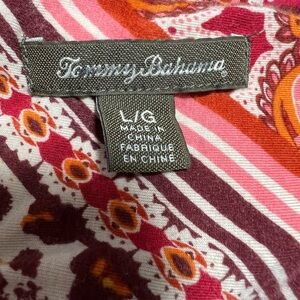 Tommy Bahama
L/G
MADE IN
CHINA
FABRIQUÉ
EN CHINE